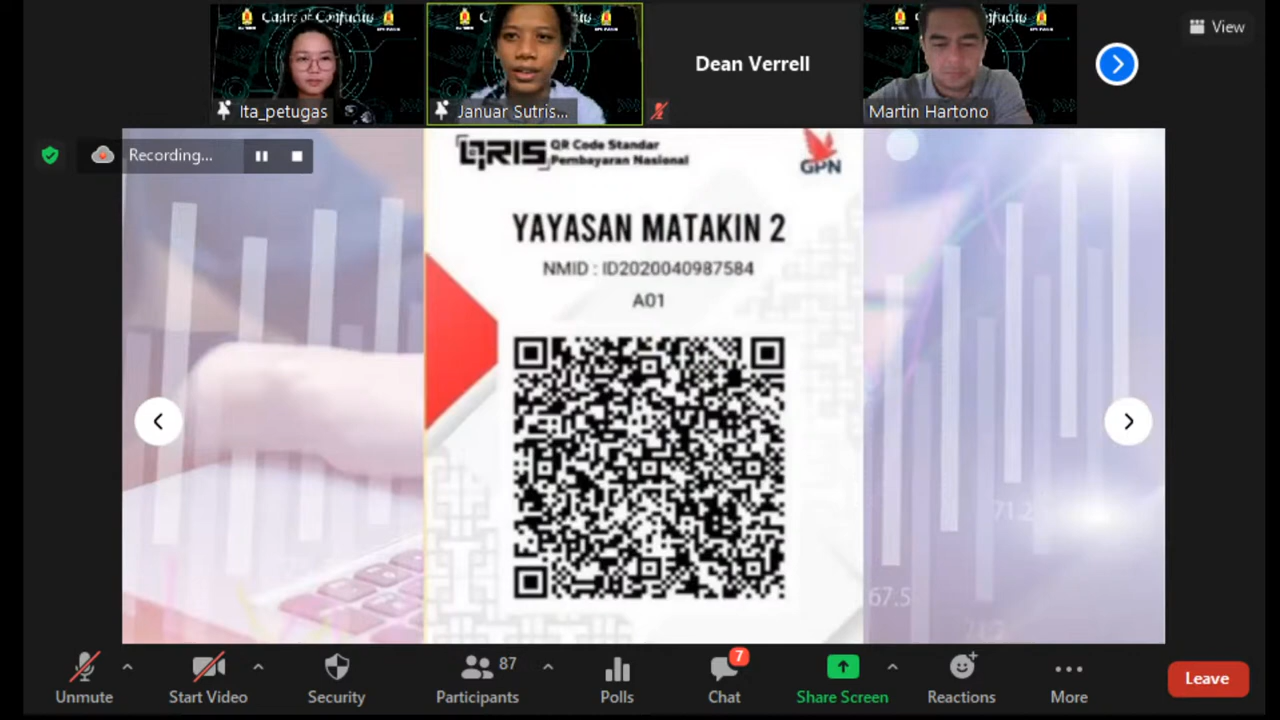 Cadre of Confucius
Ita_petugas
Januar Sutris...
Dean Verrell
Martin Hartono
View
Recording...
QRIS
QR Code Standar
Pembayaran Nasional
GPN
YAYASAN MATAKIN 2
NMID : ID2020040987584
A01
71.2
67.5
Unmute
Start Video
Security
87
Participants
Polls
7
Chat
Share Screen
Reactions
More
Leave